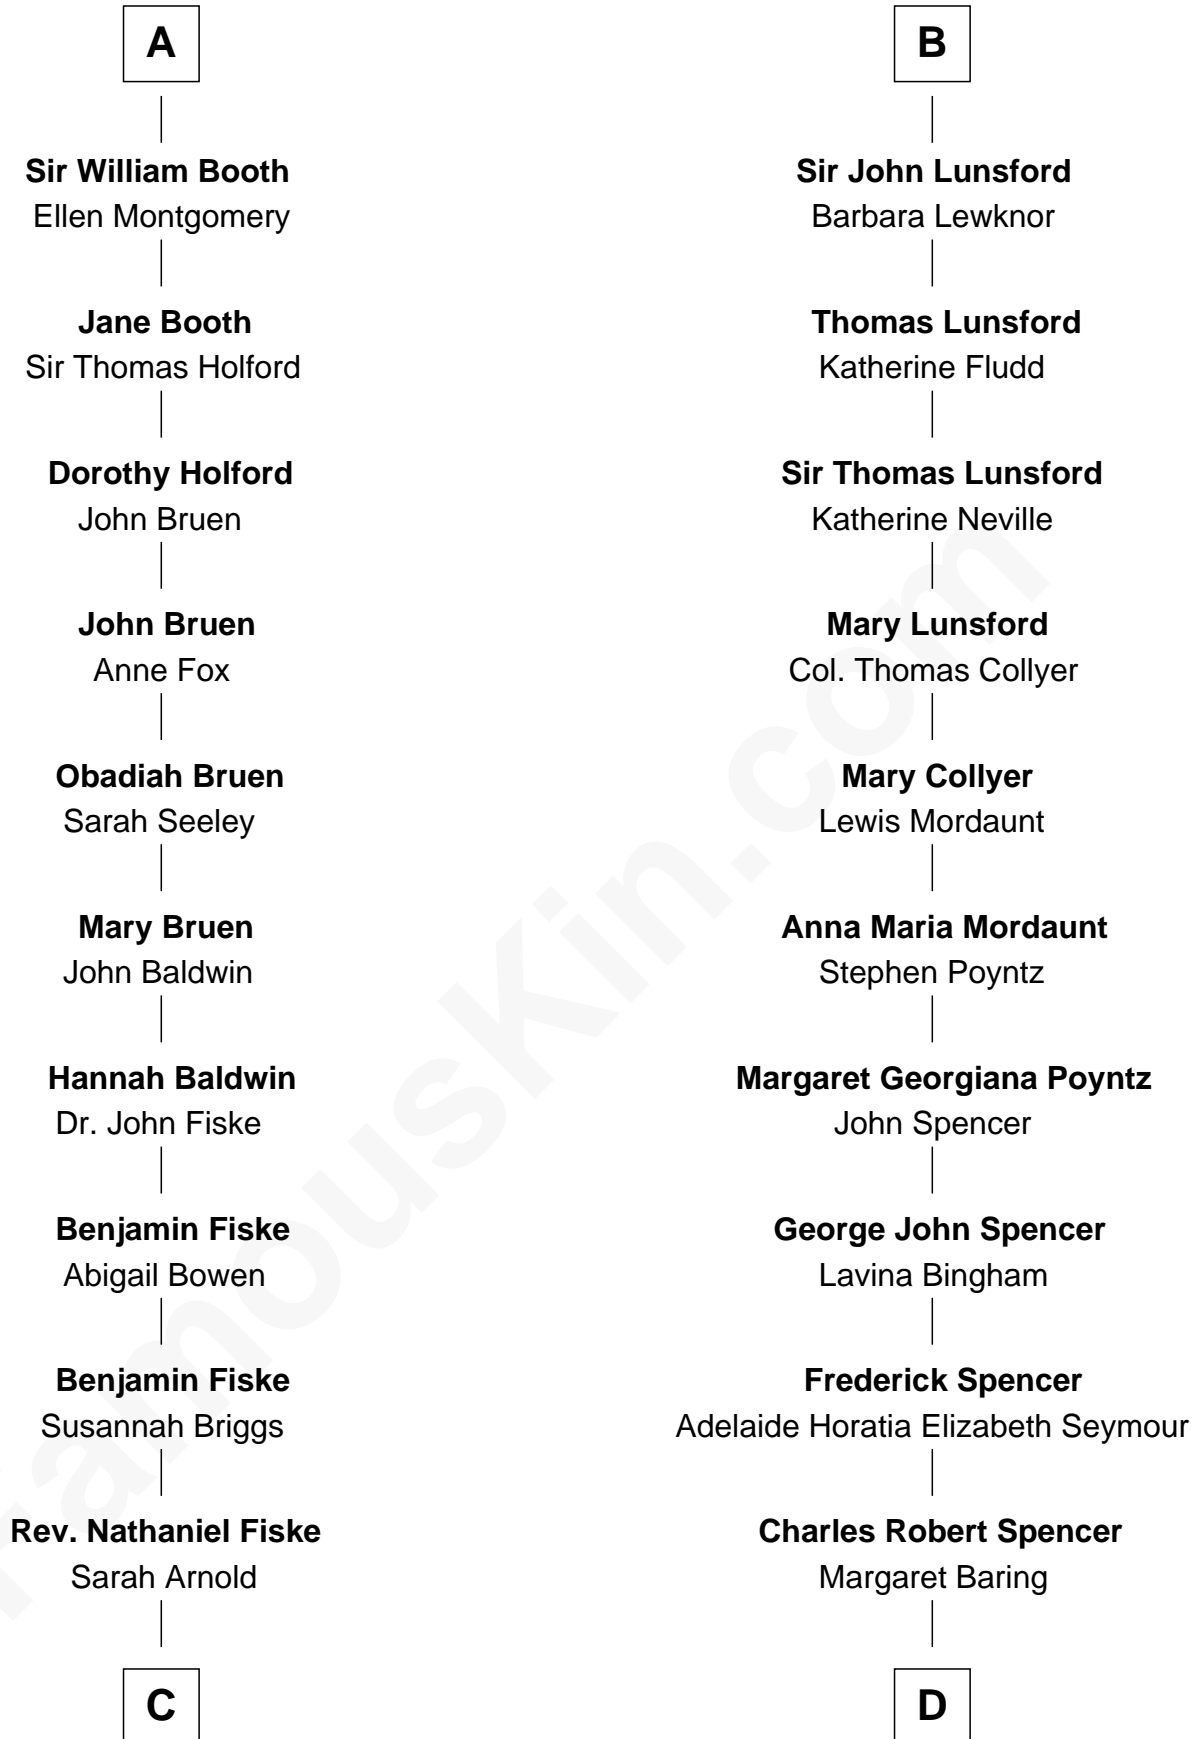 A
Sir William Booth
Ellen Montgomery
Jane Booth
Sir Thomas Holford
Dorothy Holford
John Bruen
John Bruen
Anne Fox
Obadiah Bruen
Sarah Seeley
Mary Bruen
John Baldwin
Hannah Baldwin
Dr. John Fiske
Benjamin Fiske
Abigail Bowen
Benjamin Fiske
Susannah Briggs
Rev. Nathaniel Fiske
Sarah Arnold
C
B
Sir John Lunsford
Barbara Lewknor
Thomas Lunsford
Katherine Fludd
Sir Thomas Lunsford
Katherine Neville
Mary Lunsford
Col. Thomas Collyer
Mary Collyer
Lewis Mordaunt
Anna Maria Mordaunt
Stephen Poyntz
Margaret Georgiana Poyntz
John Spencer
George John Spencer
Lavina Bingham
Frederick Spencer
Adelaide Horatia Elizabeth Seymour
Charles Robert Spencer
Margaret Baring
D
FamousKin.com